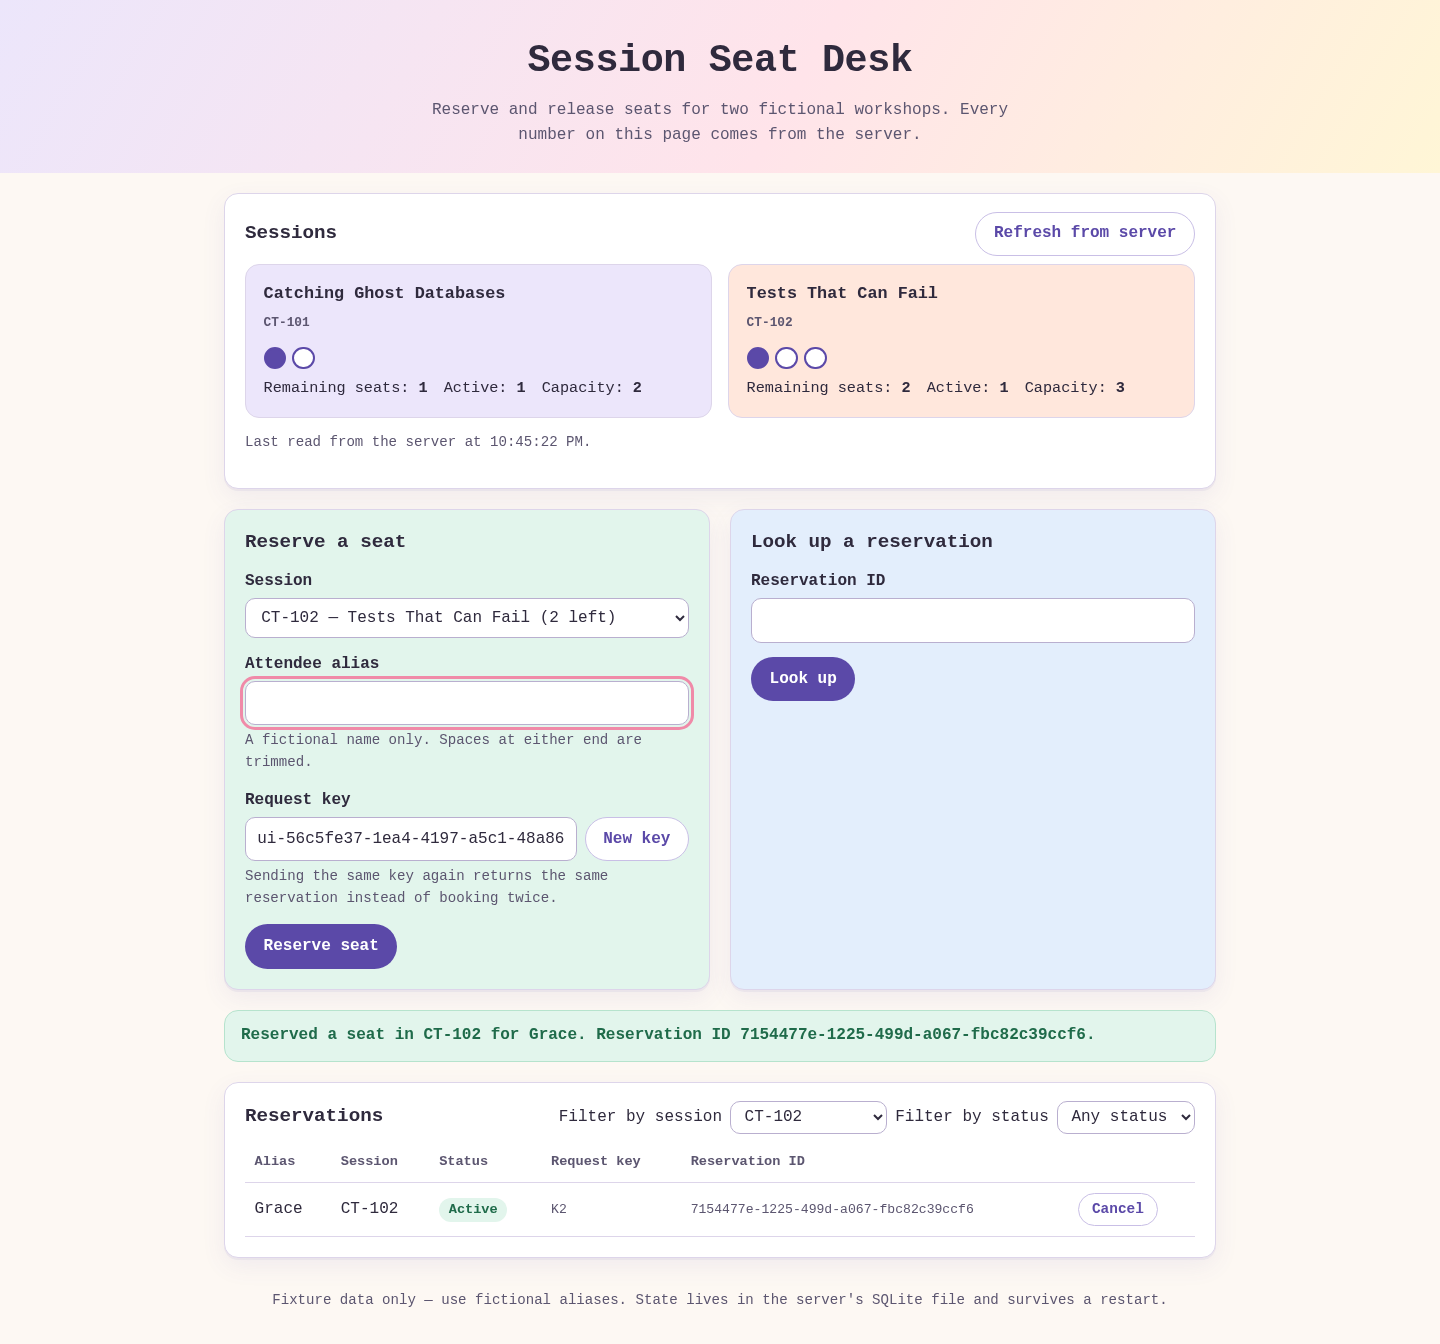 Session Seat Desk
Reserve and release seats for two fictional workshops. Every
number on this page comes from the server.
Sessions
Refresh from server
Catching Ghost Databases
CT-101
Remaining seats: 1 Active: 1 Capacity: 2
Tests That Can Fail
CT-102
Remaining seats: 2 Active: 1 Capacity: 3
Last read from the server at 10:45:22 PM.
Reserve a seat
Session
CT-102 — Tests That Can Fail (2 left)
Attendee alias
A fictional name only. Spaces at either end are
trimmed.
Request key
ui-56c5fe37-1ea4-4197-a5c1-48a86
New key
Sending the same key again returns the same
reservation instead of booking twice.
Reserve seat
Look up a reservation
Reservation ID
Look up
Reserved a seat in CT-102 for Grace. Reservation ID 7154477e-1225-499d-a067-fbc82c39ccf6.
Reservations
Filter by session CT-102 Filter by status Any status
Alias Session Status Request key Reservation ID
Grace CT-102 Active K2 7154477e-1225-499d-a067-fbc82c39ccf6 Cancel
Fixture data only — use fictional aliases. State lives in the server's SQLite file and survives a restart.